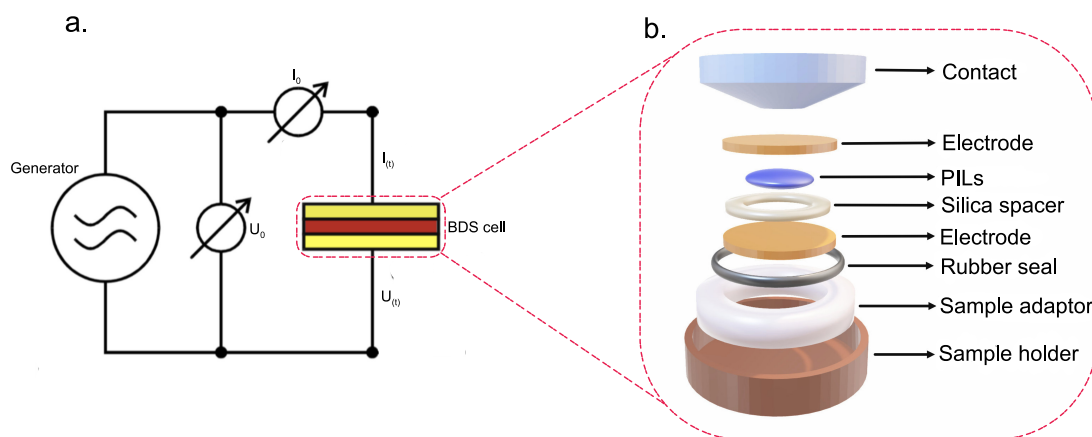 a.
I0
Generator
I(t)
U0
BDS cell
U(t)
b.
Contact
Electrode
PILs
Silica spacer
Electrode
Rubber seal
Sample adaptor
Sample holder